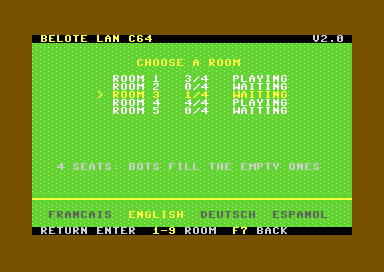 BELOTE LAN C64 V2.0
CHOOSE A ROOM
ROOM 1 3/4 PLAYING
ROOM 2 0/4 WAITING
> ROOM 3 1/4 WAITING
ROOM 4 4/4 PLAYING
ROOM 5 0/4 WAITING
4 SEATS. BOTS FILL THE EMPTY ONES
FRANCAIS ENGLISH DEUTSCH ESPANOL
RETURN ENTER 1-9 ROOM F7 BACK